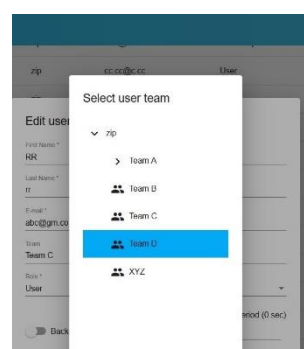 zip cc.cc@c.cc User
Select user team
Edit user
zip
First Name *
RR
Team A
Last Name *
rr
Team B
E-mail *
abc@gm.co
Team C
Team
Team C
Team D
Role *
User
XYZ
eriod (0 sec)
Back